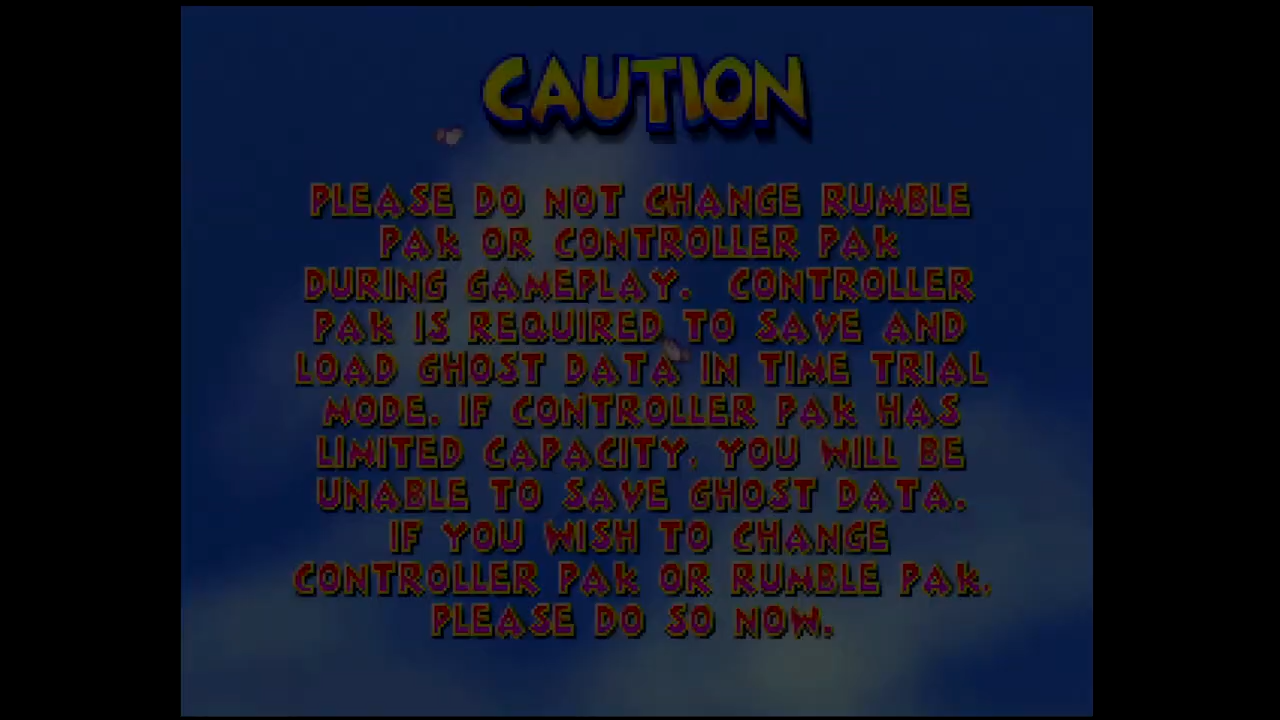 CAUTION
PLEASE DO NOT CHANGE RUMBLE
PAK OR CONTROLLER PAK
DURING GAMEPLAY. CONTROLLER
PAK IS REQUIRED TO SAVE AND
LOAD GHOST DATA IN TIME TRIAL
MODE. IF CONTROLLER PAK HAS
LIMITED CAPACITY, YOU WILL BE
UNABLE TO SAVE GHOST DATA.
IF YOU WISH TO CHANGE
CONTROLLER PAK OR RUMBLE PAK,
PLEASE DO SO NOW.